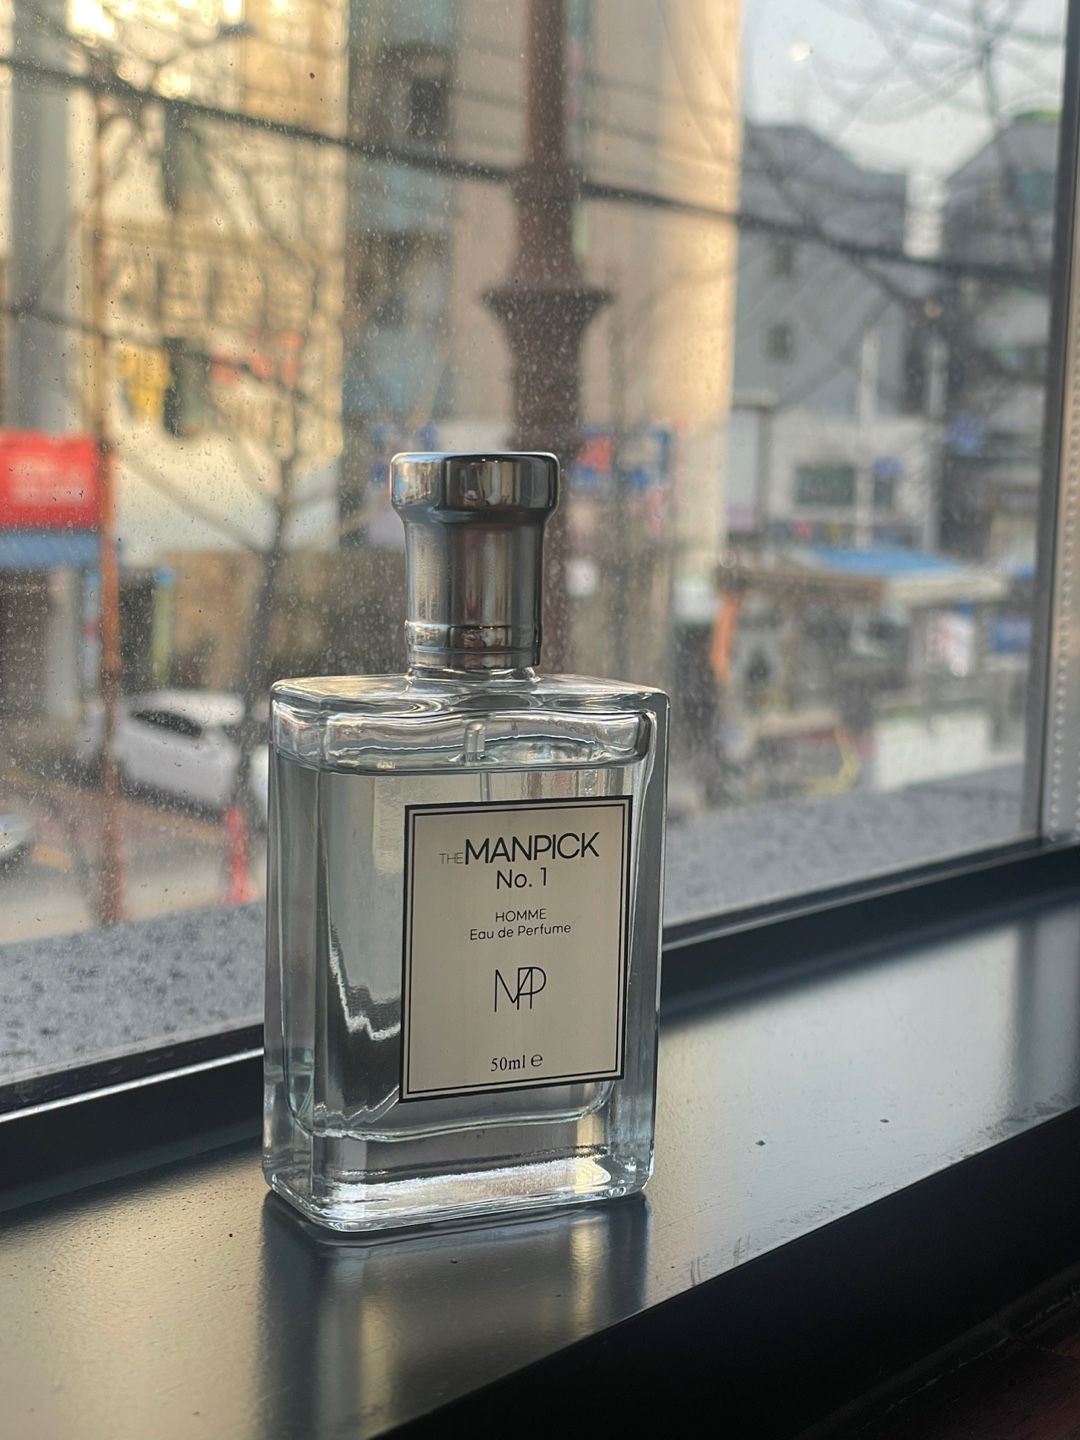 THE MANPICK
No. 1
HOMME
Eau de Perfume
MP
50ml ℮